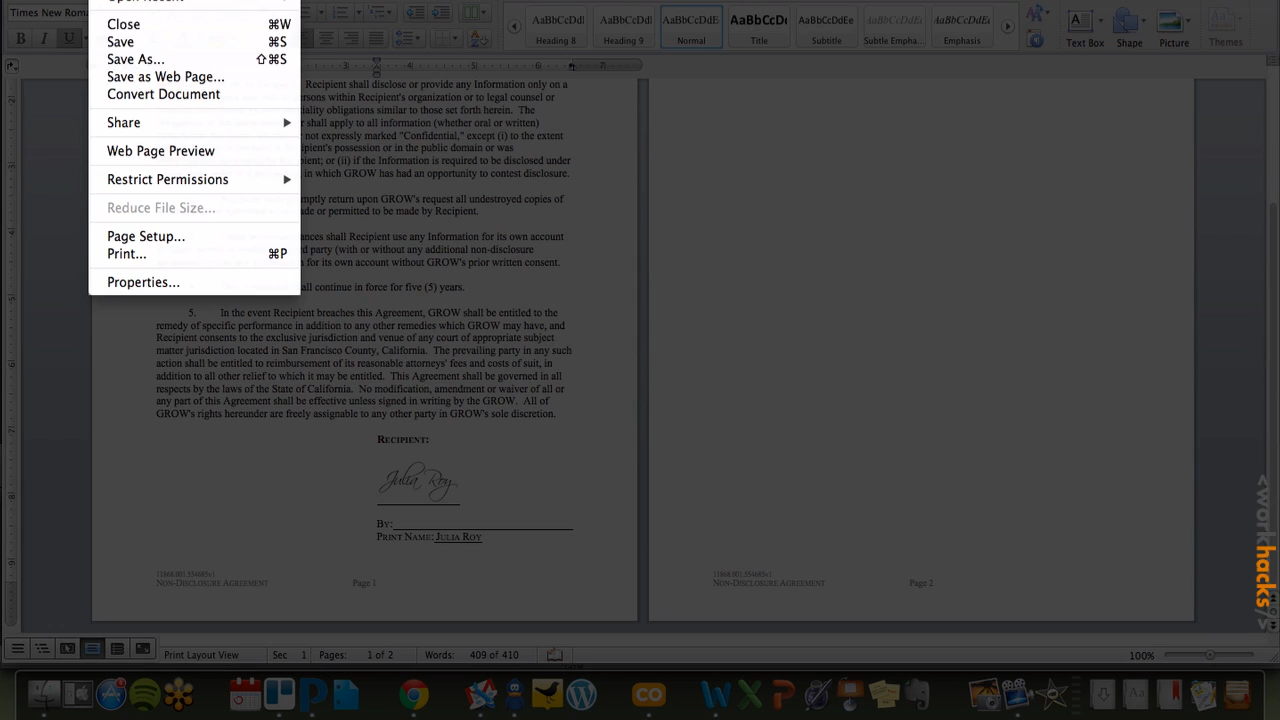 Close ⌘W
Save ⌘S
Save As... ⇧⌘S
Save as Web Page...
Convert Document
Share
Web Page Preview
Restrict Permissions
Reduce File Size...
Page Setup...
Print... ⌘P
Properties...
Times New Rom
B I U
AaBbCcDdI AaBbCcDdI AaBbCcDdE AaBbCcDc AaBbCcDdEe AaBbCcDdE AaBbCcDdEe
Heading 8 Heading 9 Normal Title Subtitle Subtle Empha... Emphasis
Text Box Shape Picture Themes
Recipient shall disclose or provide any Information only on a
persons within Recipient's organization or to legal counsel or
obligations similar to those set forth herein. The
shall apply to all information (whether oral or written)
not expressly marked "Confidential," except (i) to the extent
possession or in the public domain or was
or (ii) if the Information is required to be disclosed under
in which GROW has had an opportunity to contest disclosure.
return upon GROW's request all undestroyed copies of
or permitted to be made by Recipient.
shall Recipient use any Information for its own account
party (with or without any additional non-disclosure
for its own account without GROW's prior written consent.
continue in force for five (5) years.
5. In the event Recipient breaches this Agreement, GROW shall be entitled to the
remedy of specific performance in addition to any other remedies which GROW may have, and
Recipient consents to the exclusive jurisdiction and venue of any court of appropriate subject
matter jurisdiction located in San Francisco County, California. The prevailing party in any such
action shall be entitled to reimbursement of its reasonable attorneys' fees and costs of suit, in
addition to all other relief to which it may be entitled. This Agreement shall be governed in all
respects by the laws of the State of California. No modification, amendment or waiver of all or
any part of this Agreement shall be effective unless signed in writing by the GROW. All of
GROW's rights hereunder are freely assignable to any other party in GROW's sole discretion.
RECIPIENT:
Julia Roy
BY:
PRINT NAME: JULIA ROY
11868.001.554685v1
NON-DISCLOSURE AGREEMENT Page 1
11868.001.554685v1
NON-DISCLOSURE AGREEMENT Page 2
<workhacks/>
Print Layout View Sec 1 Pages: 1 of 2 Words: 409 of 410 100%